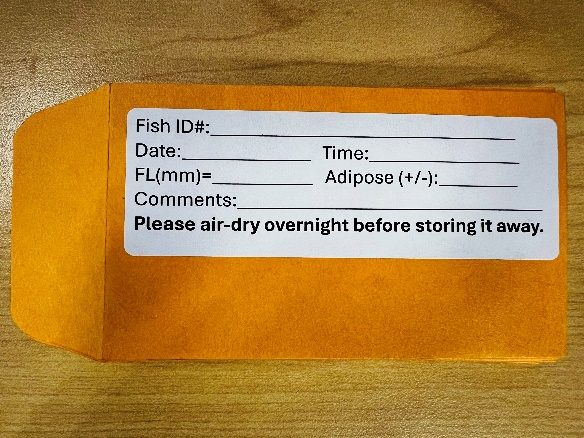 Fish ID#:
Date: Time:
FL(mm)= Adipose (+/-):
Comments:
Please air-dry overnight before storing it away.